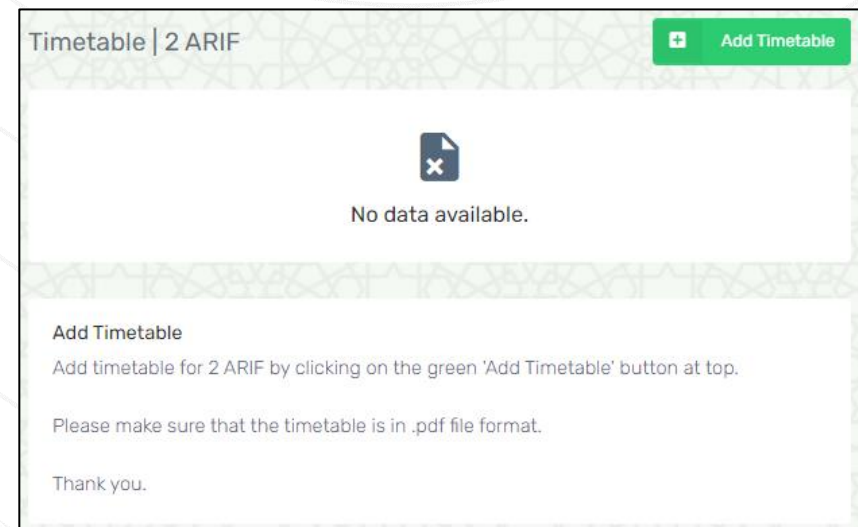 Timetable | 2 ARIF
Add Timetable
No data available.
Add Timetable
Add timetable for 2 ARIF by clicking on the green 'Add Timetable' button at top.
Please make sure that the timetable is in .pdf file format.
Thank you.